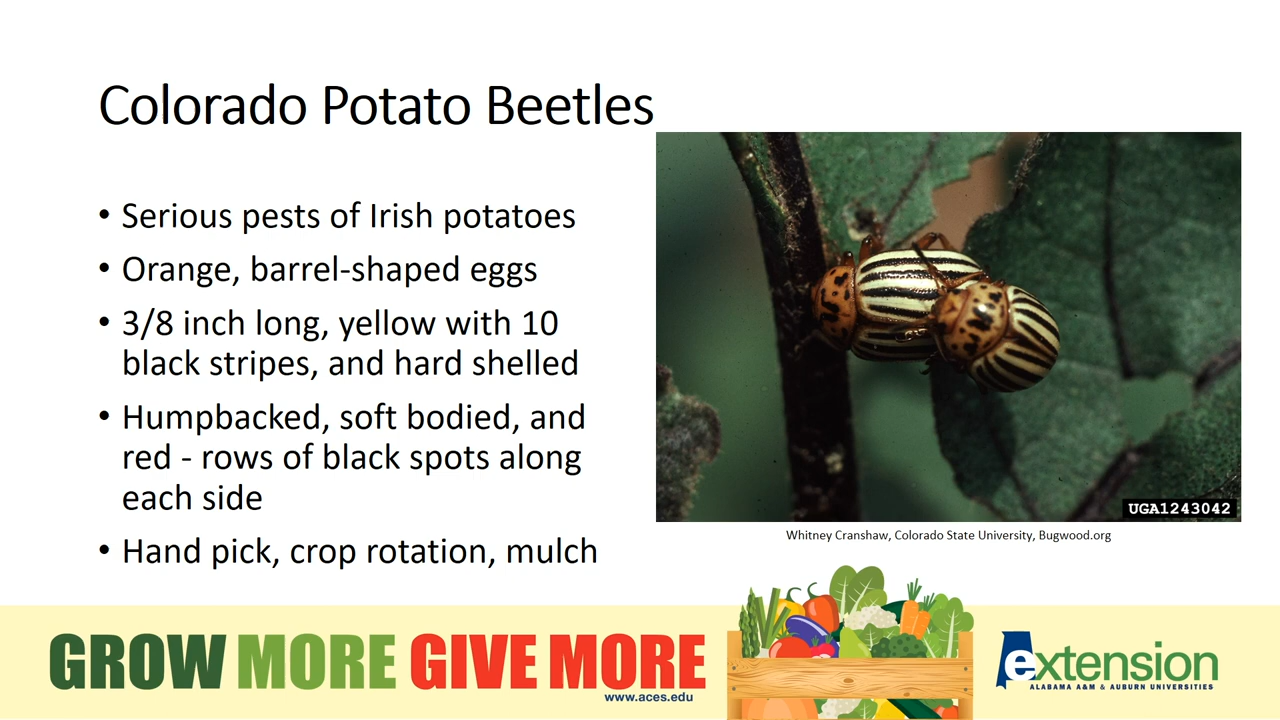 Colorado Potato Beetles
• Serious pests of Irish potatoes
• Orange, barrel-shaped eggs
• 3/8 inch long, yellow with 10
black stripes, and hard shelled
• Humpbacked, soft bodied, and
red - rows of black spots along
each side
• Hand pick, crop rotation, mulch
UGA1243042
Whitney Cranshaw, Colorado State University, Bugwood.org
GROW MORE GIVE MORE
www.aces.edu
extension
ALABAMA A&M & AUBURN UNIVERSITIES